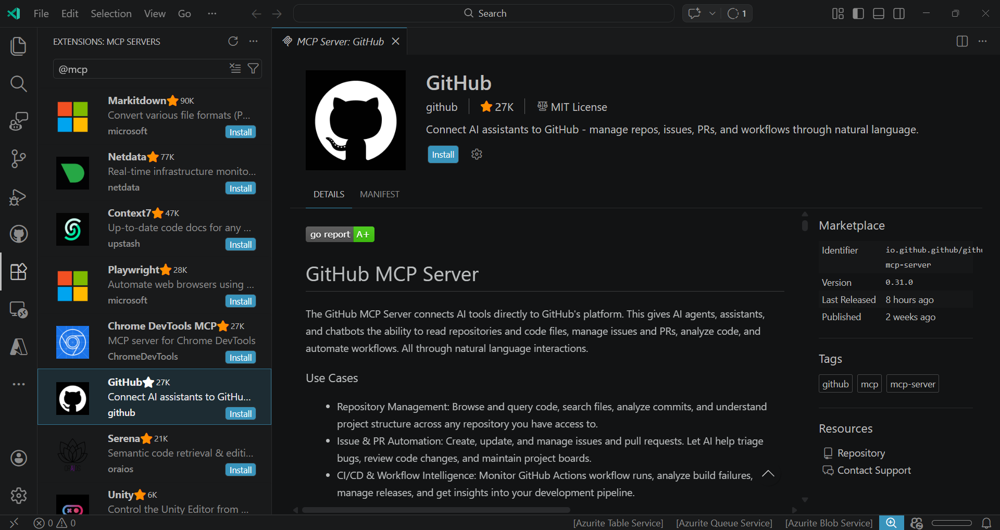 File Edit Selection View Go ··· Search 1
EXTENSIONS: MCP SERVERS
@mcp
Markitdown 90K
Convert various file formats (P...
microsoft Install
Netdata 77K
Real-time infrastructure monito...
netdata Install
Context7 47K
Up-to-date code docs for any ...
upstash Install
Playwright 28K
Automate web browsers using ...
microsoft Install
Chrome DevTools MCP 27K
MCP server for Chrome DevTools
ChromeDevTools Install
GitHub 27K
Connect AI assistants to GitHu...
github Install
Serena 21K
Semantic code retrieval & editi...
oraios Install
Unity 6K
Control the Unity Editor from ...
MCP Server: GitHub
GitHub
github 27K MIT License
Connect AI assistants to GitHub - manage repos, issues, PRs, and workflows through natural language.
Install
DETAILS MANIFEST
go report A+
GitHub MCP Server
The GitHub MCP Server connects AI tools directly to GitHub's platform. This gives AI agents, assistants,
and chatbots the ability to read repositories and code files, manage issues and PRs, analyze code, and
automate workflows. All through natural language interactions.
Use Cases
• Repository Management: Browse and query code, search files, analyze commits, and understand
project structure across any repository you have access to.
• Issue & PR Automation: Create, update, and manage issues and pull requests. Let AI help triage
bugs, review code changes, and maintain project boards.
• CI/CD & Workflow Intelligence: Monitor GitHub Actions workflow runs, analyze build failures,
manage releases, and get insights into your development pipeline.
Marketplace
Identifier io.github.github/githu
mcp-server
Version 0.31.0
Last Released 8 hours ago
Published 2 weeks ago
Tags
github mcp mcp-server
Resources
Repository
Contact Support
0 0 [Azurite Table Service] [Azurite Queue Service] [Azurite Blob Service]